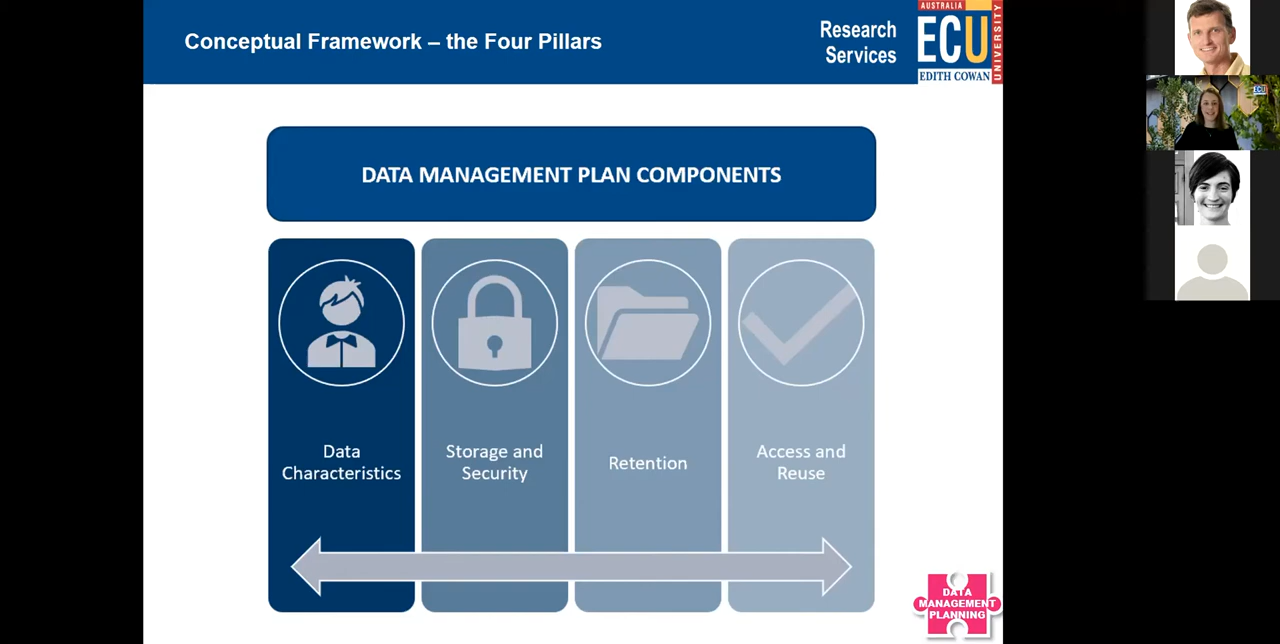 Conceptual Framework – the Four Pillars
Research
Services
AUSTRALIA
ECU
EDITH COWAN
UNIVERSITY
ECU
DATA MANAGEMENT PLAN COMPONENTS
Data
Characteristics
Storage and
Security
Retention
Access and
Reuse
DATA
MANAGEMENT
PLANNING